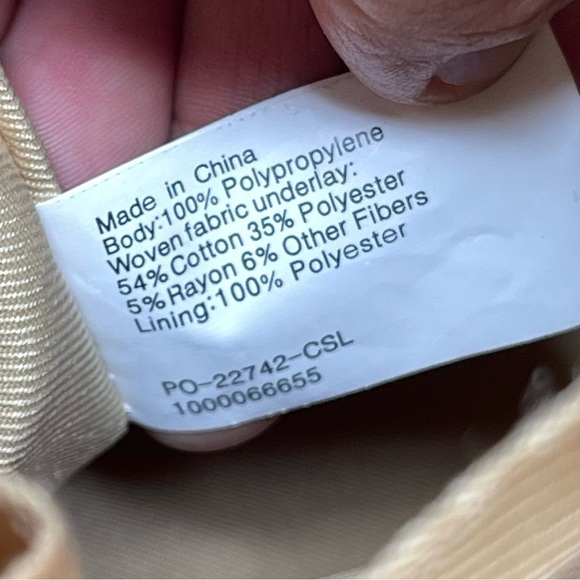 Made in China
Body:100% Polypropylene
Woven fabric underlay:
54% Cotton 35% Polyester
5% Rayon 6% Other Fibers
Lining:100% Polyester
PO-22742-CSL
1000066655